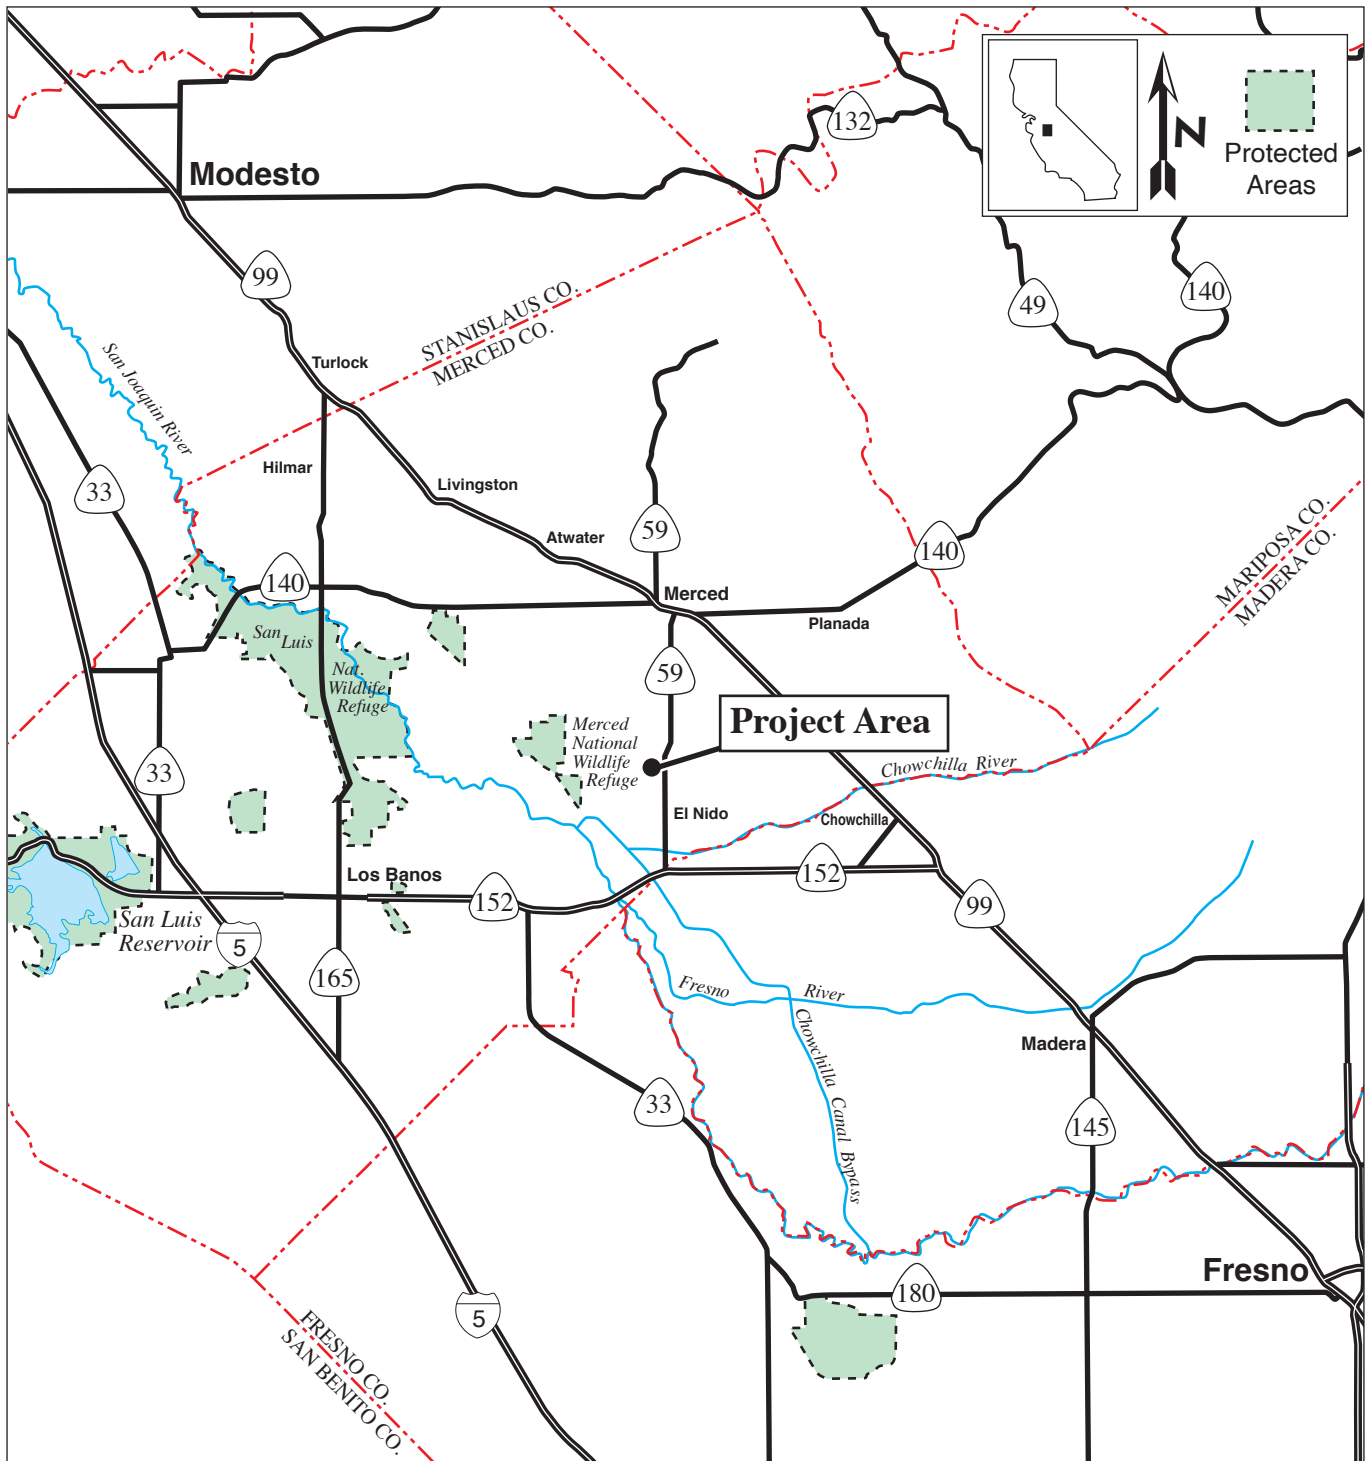 132
N
Protected
Areas
Modesto
99
49
140
STANISLAUS CO.
MERCED CO.
San Joaquin River
Turlock
Hilmar
33
Livingston
Atwater
59
140
MARIPOSA CO.
MADERA CO.
140
Merced
Planada
San
Luis
Nat.
Wildlife
Refuge
59
Merced
National
Wildlife
Refuge
Project Area
33
Chowchilla River
El Nido
Chowchilla
Los Banos
152
152
99
San Luis
Reservoir
5
165
Fresno
River
Chowchilla Canal Bypass
Madera
33
145
Fresno
180
5
FRESNO CO.
SAN BENITO CO.